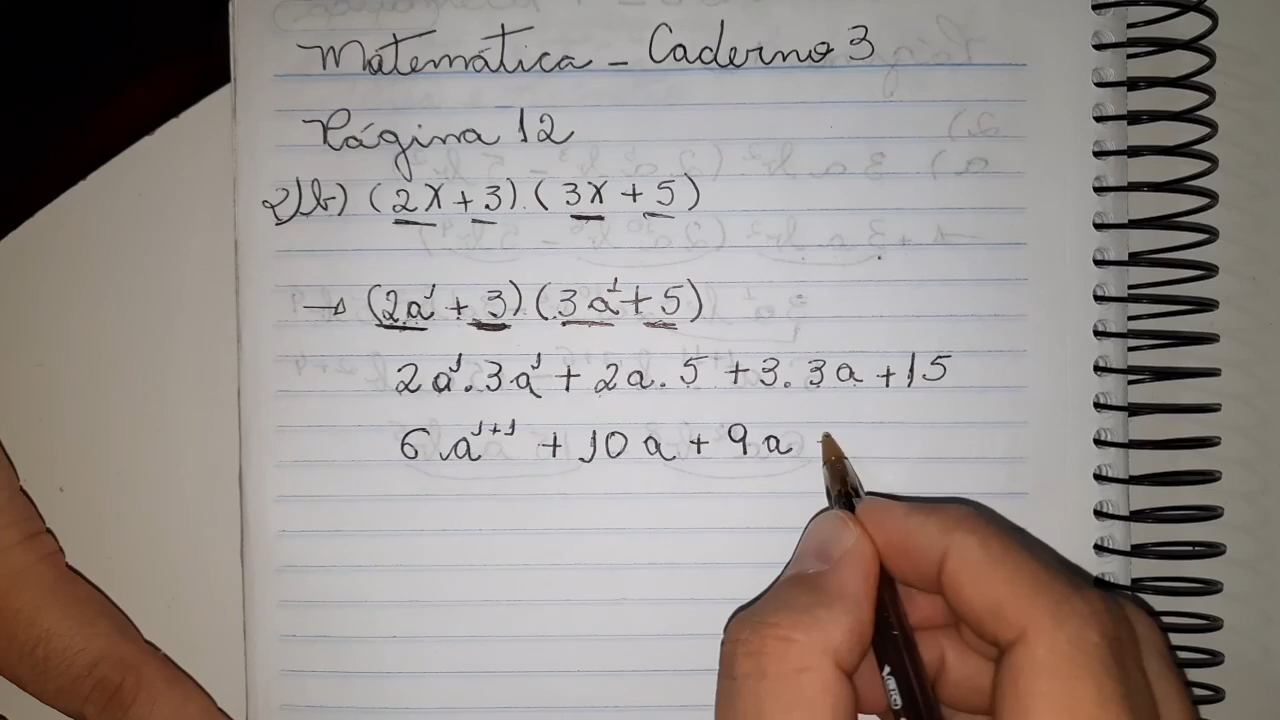 Matemática - Caderno 3
Página 12
2)b) (2x+3).(3x+5)
→ (2a¹ + 3)(3a¹+5)
2a¹.3a¹ + 2a.5 + 3.3a + 15
6a¹⁺¹ + 10a + 9a